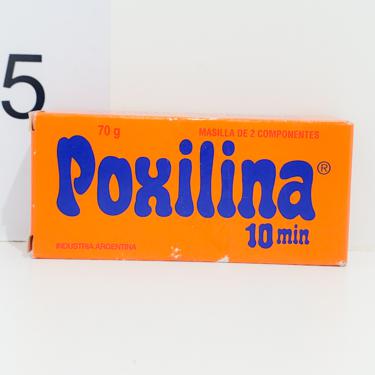 5
70 g
MASILLA DE 2 COMPONENTES
Poxilina®
10 min
INDUSTRIA ARGENTINA